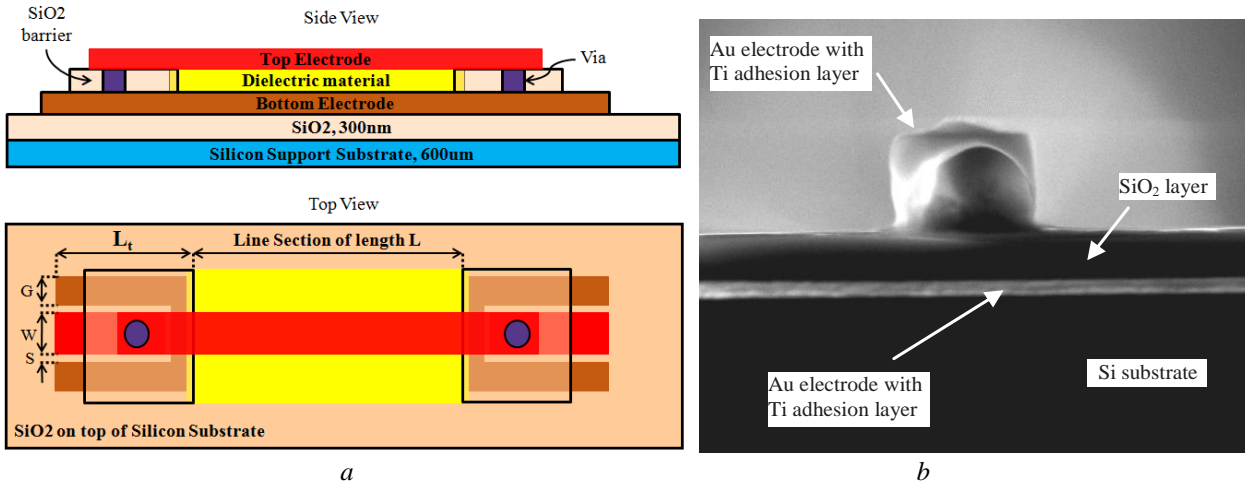 Side View
SiO2
barrier
Via
Top Electrode
Dielectric material
Bottom Electrode
SiO2, 300nm
Silicon Support Substrate, 600um
Top View
Lt
Line Section of length L
G
W
S
SiO2 on top of Silicon Substrate
a
Au electrode with
Ti adhesion layer
SiO2 layer
Au electrode with
Ti adhesion layer
Si substrate
b